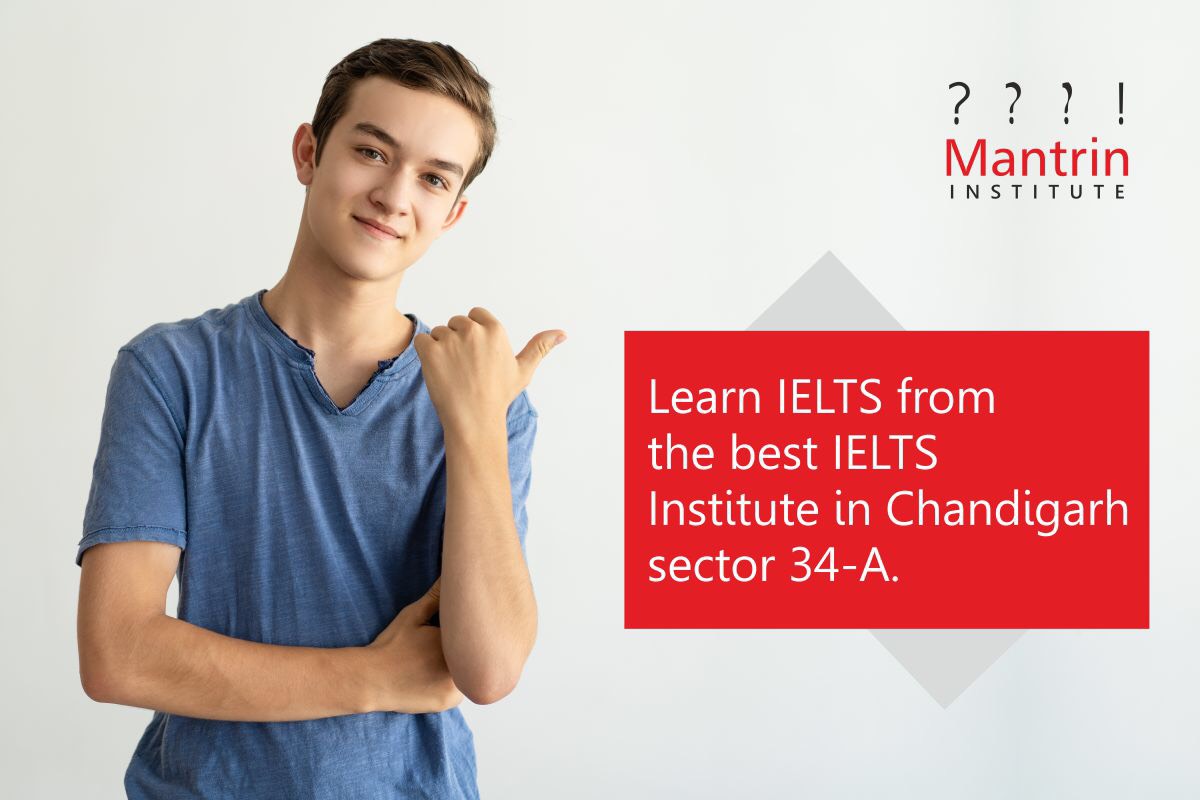 ? ? ? !
Mantrin
INSTITUTE
Learn IELTS from
the best IELTS
Institute in Chandigarh
sector 34-A.